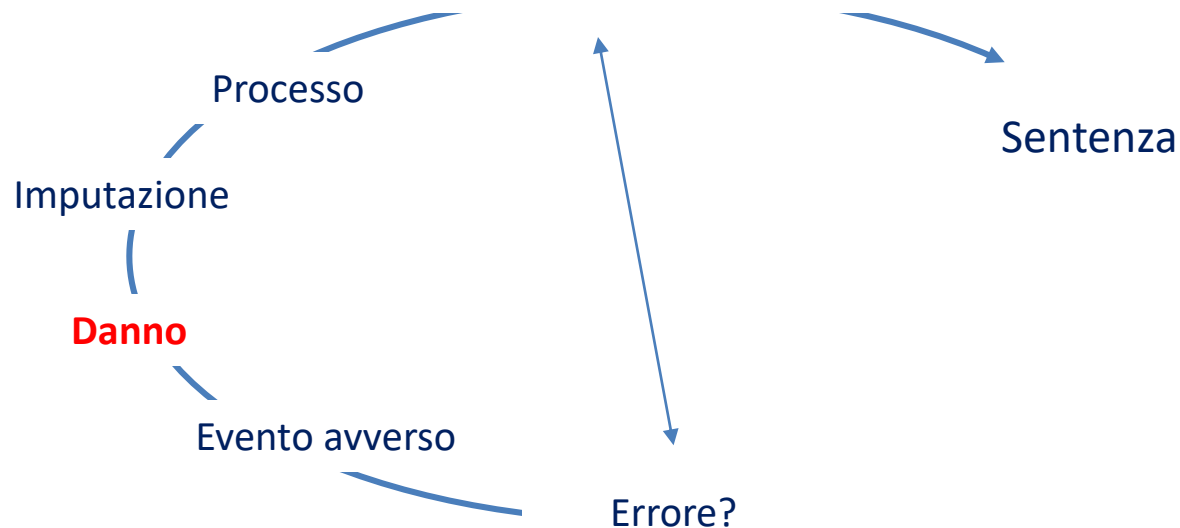 Processo
Sentenza
Imputazione
Danno
Evento avverso
Errore?